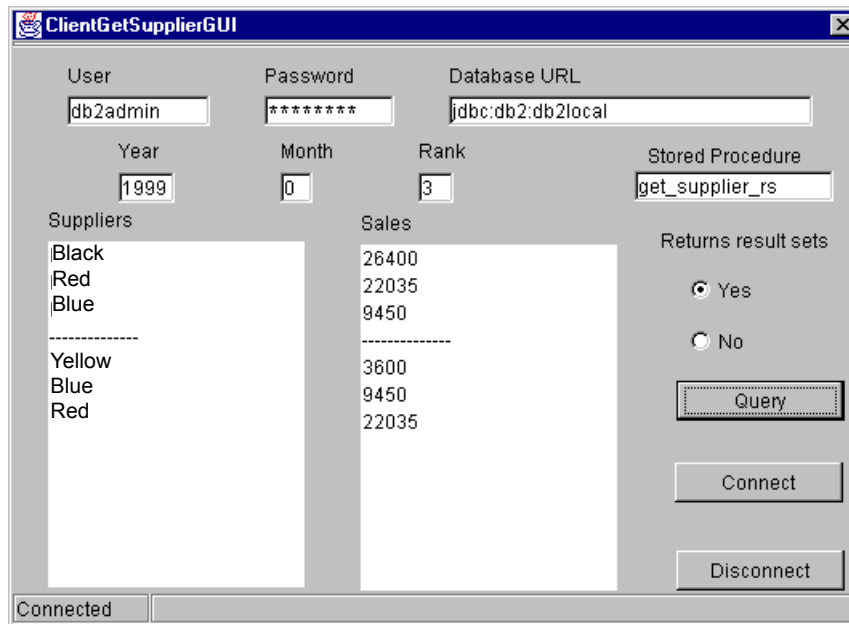 ClientGetSupplierGUI
User Password Database URL
db2admin ******** jdbc:db2:db2local
Year Month Rank Stored Procedure
1999 0 3 get_supplier_rs
Suppliers Sales Returns result sets
Black 26400
Red 22035 Yes
Blue 9450
-------------- -------------- No
Yellow 3600
Blue 9450 Query
Red 22035
Connect
Disconnect
Connected